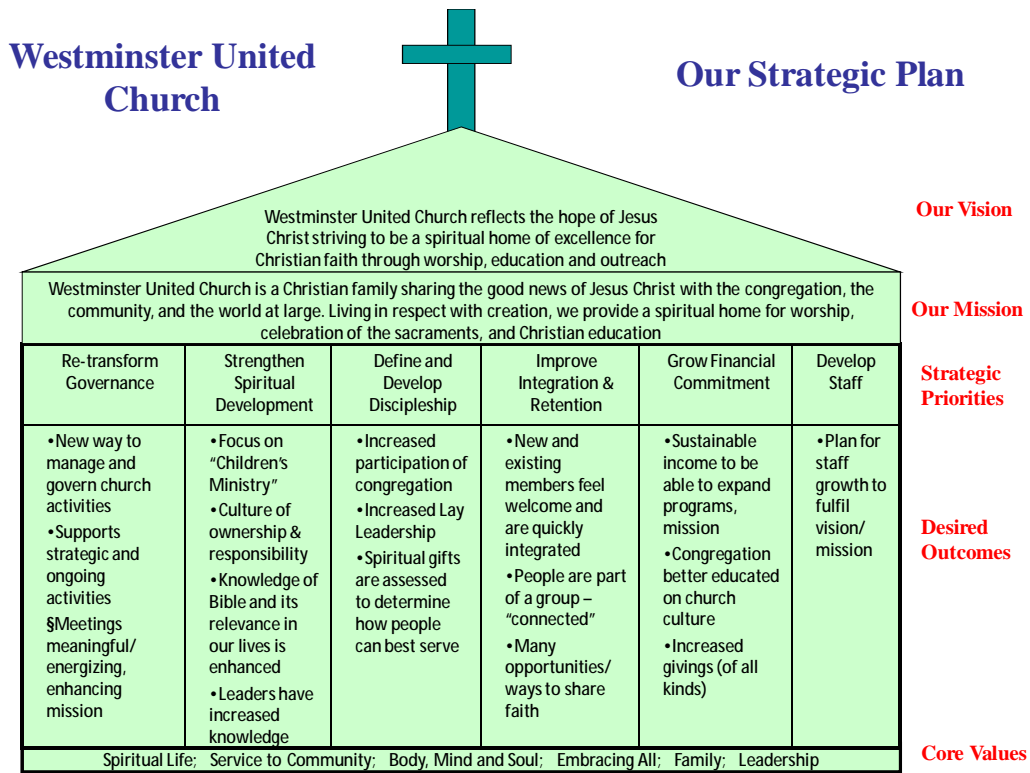 Westminster United
Church
Our Strategic Plan
Our Vision
Westminster United Church reflects the hope of Jesus
Christ striving to be a spiritual home of excellence for
Christian faith through worship, education and outreach
Westminster United Church is a Christian family sharing the good news of Jesus Christ with the congregation, the
community, and the world at large. Living in respect with creation, we provide a spiritual home for worship,
celebration of the sacraments, and Christian education
Our Mission
Re-transform
Governance
Strengthen
Spiritual
Development
Define and
Develop
Discipleship
Improve
Integration &
Retention
Grow Financial
Commitment
Develop
Staff
Strategic
Priorities
•New way to
manage and
govern church
activities
•Supports
strategic and
ongoing
activities
§Meetings
meaningful/
energizing,
enhancing
mission
•Focus on
“Children’s
Ministry”
•Culture of
ownership &
responsibility
•Knowledge of
Bible and its
relevance in
our lives is
enhanced
•Leaders have
increased
knowledge
•Increased
participation of
congregation
•Increased Lay
Leadership
•Spiritual gifts
are assessed
to determine
how people
can best serve
•New and
existing
members feel
welcome and
are quickly
integrated
•People are part
of a group –
“connected”
•Many
opportunities/
ways to share
faith
•Sustainable
income to be
able to expand
programs,
mission
•Congregation
better educated
on church
culture
•Increased
givings (of all
kinds)
•Plan for
staff
growth to
fulfil
vision/
mission
Desired
Outcomes
Spiritual Life; Service to Community; Body, Mind and Soul; Embracing All; Family; Leadership
Core Values